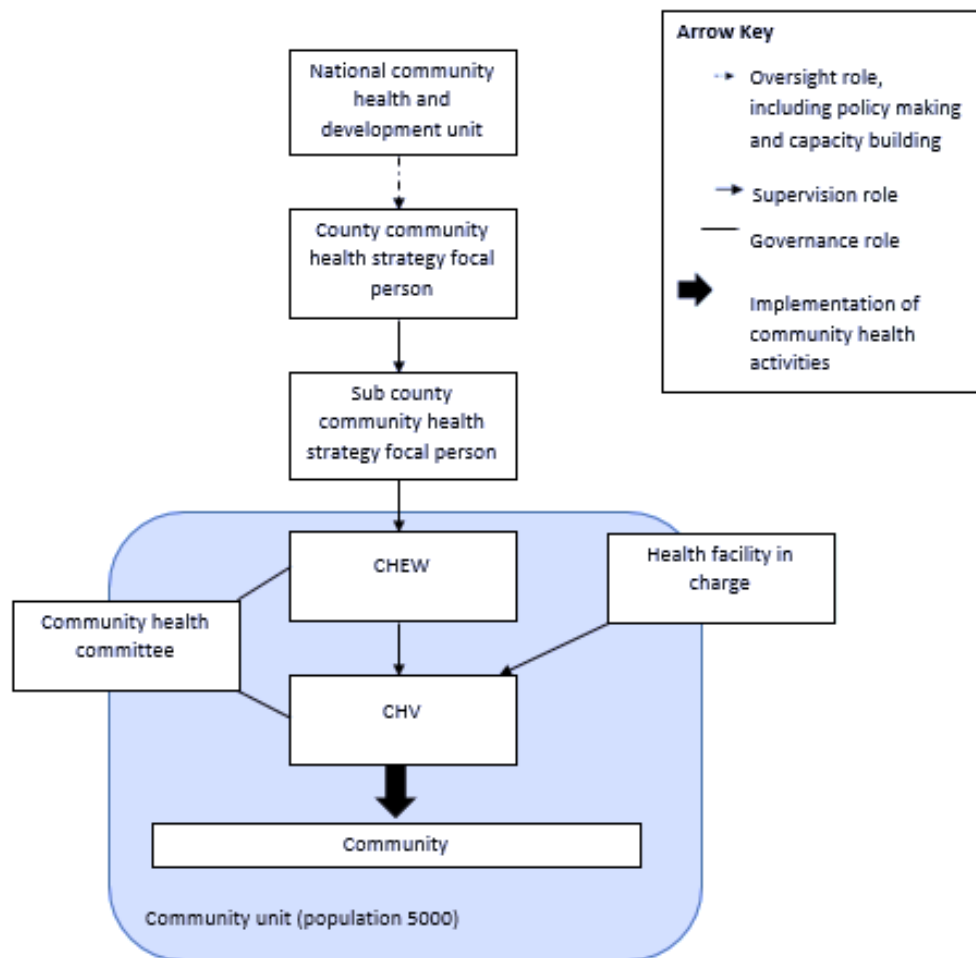 National community
health and
development unit
County community
health strategy focal
person
Sub county
community health
strategy focal person
CHEW
Health facility in
charge
Community health
committee
CHV
Community
Community unit (population 5000)
Arrow Key
Oversight role,
including policy making
and capacity building
Supervision role
Governance role
Implementation of
community health
activities